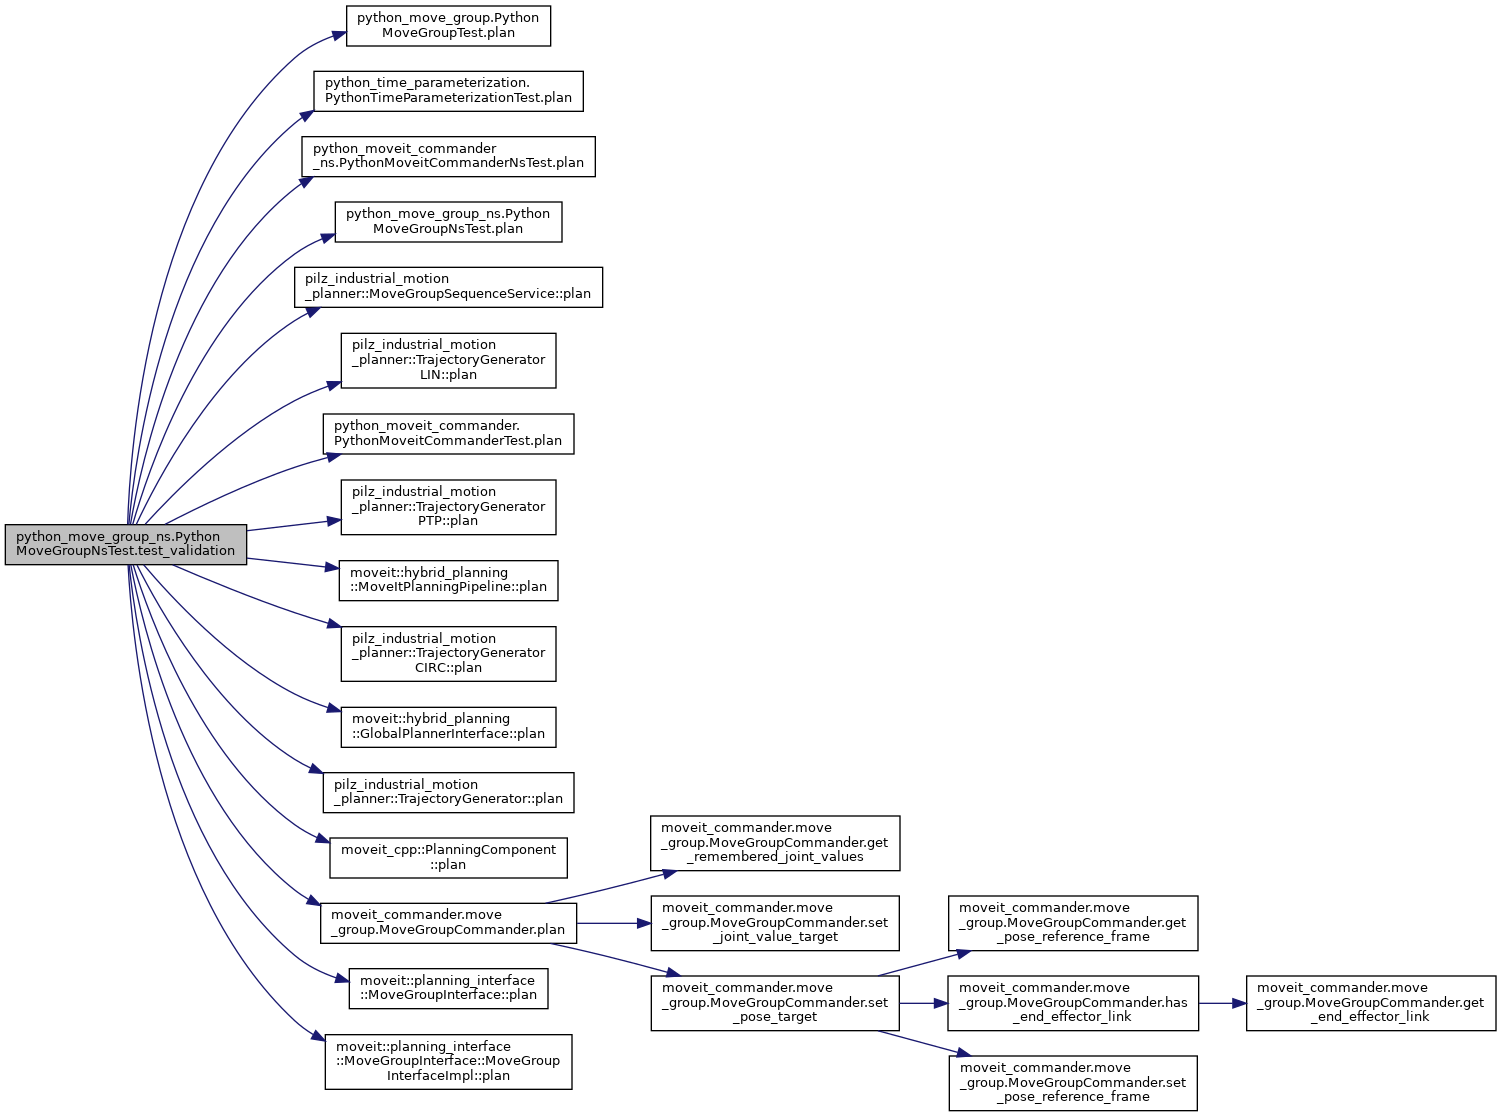 python_move_group.Python
MoveGroupTest.plan
python_time_parameterization.
PythonTimeParameterizationTest.plan
python_moveit_commander
_ns.PythonMoveitCommanderNsTest.plan
python_move_group_ns.Python
MoveGroupNsTest.plan
pilz_industrial_motion
_planner::MoveGroupSequenceService::plan
pilz_industrial_motion
_planner::TrajectoryGenerator
LIN::plan
python_moveit_commander.
PythonMoveitCommanderTest.plan
pilz_industrial_motion
_planner::TrajectoryGenerator
PTP::plan
python_move_group_ns.Python
MoveGroupNsTest.test_validation
moveit::hybrid_planning
::MoveItPlanningPipeline::plan
pilz_industrial_motion
_planner::TrajectoryGenerator
CIRC::plan
moveit::hybrid_planning
::GlobalPlannerInterface::plan
pilz_industrial_motion
_planner::TrajectoryGenerator::plan
moveit_cpp::PlanningComponent
::plan
moveit_commander.move
_group.MoveGroupCommander.plan
moveit::planning_interface
::MoveGroupInterface::plan
moveit::planning_interface
::MoveGroupInterface::MoveGroup
InterfaceImpl::plan
moveit_commander.move
_group.MoveGroupCommander.get
_remembered_joint_values
moveit_commander.move
_group.MoveGroupCommander.set
_joint_value_target
moveit_commander.move
_group.MoveGroupCommander.set
_pose_target
moveit_commander.move
_group.MoveGroupCommander.get
_pose_reference_frame
moveit_commander.move
_group.MoveGroupCommander.has
_end_effector_link
moveit_commander.move
_group.MoveGroupCommander.set
_pose_reference_frame
moveit_commander.move
_group.MoveGroupCommander.get
_end_effector_link